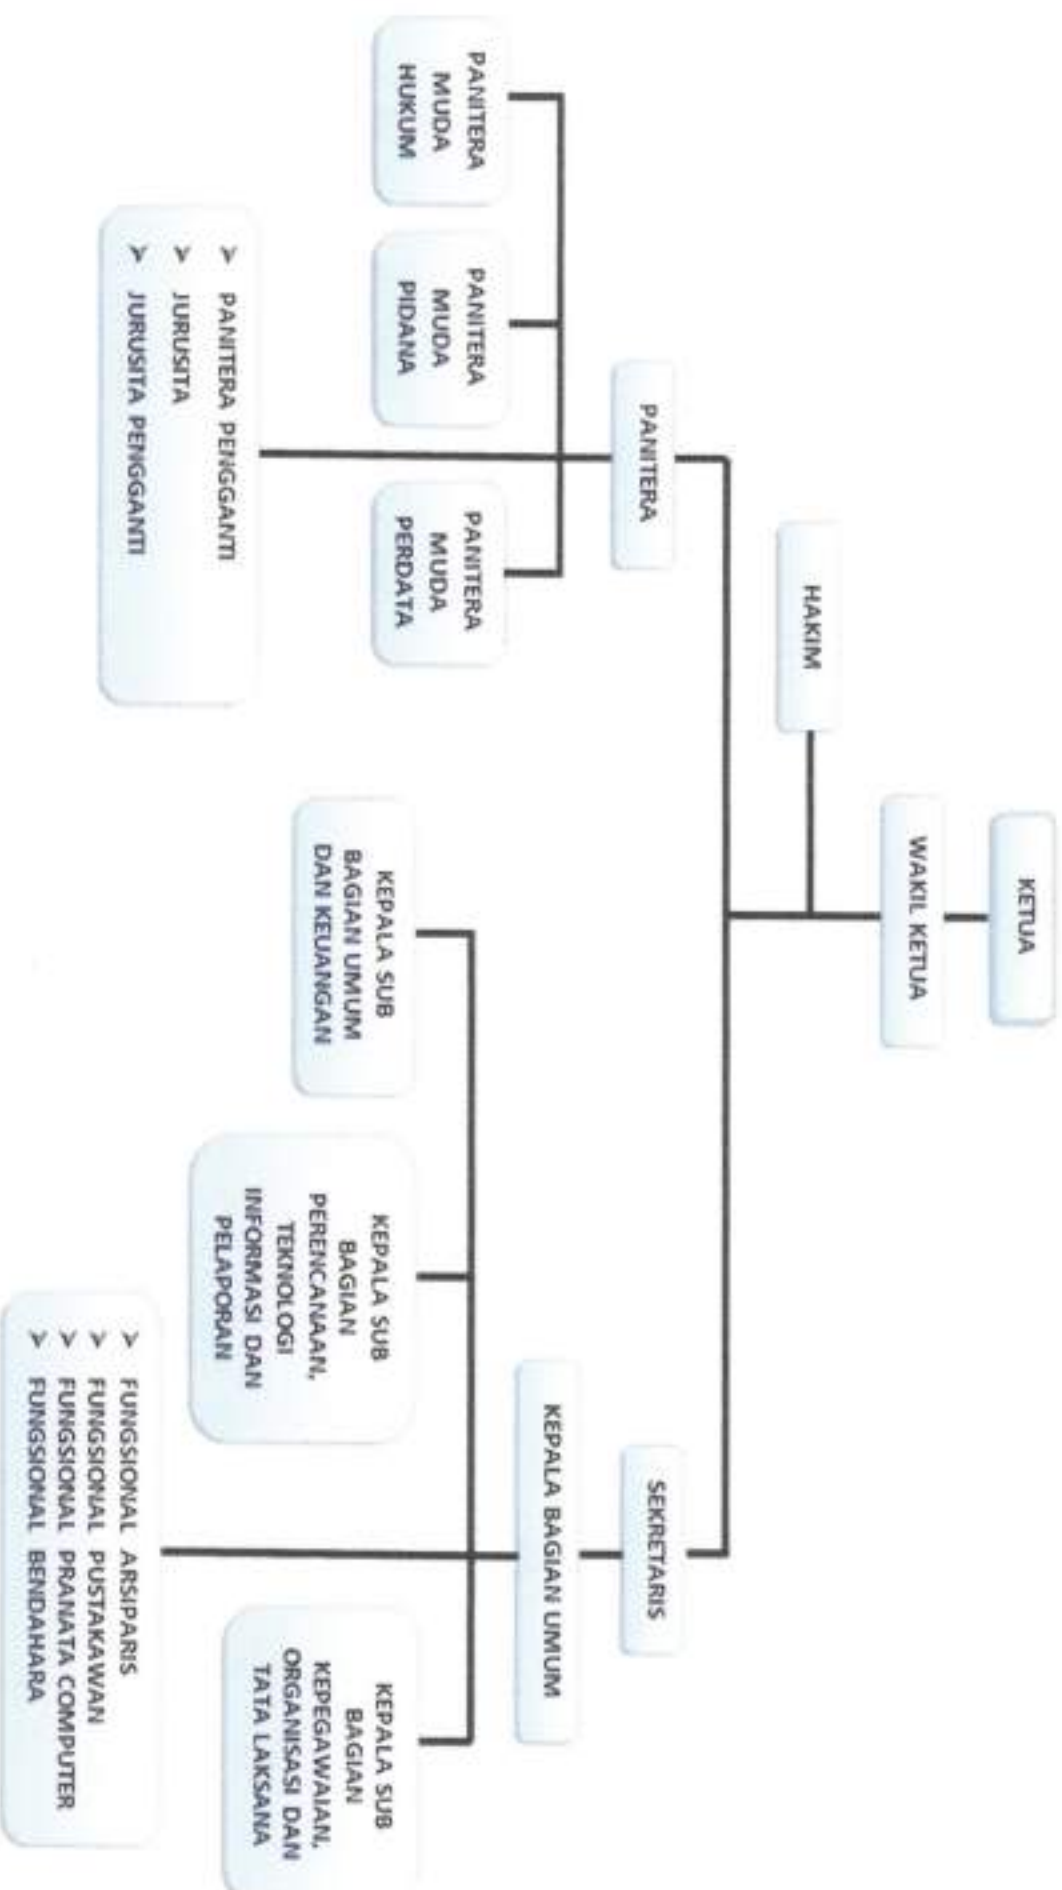 KETUA
WAKIL KETUA
HAKIM
PANITERA
SEKRETARIS
KEPALA BAGIAN UMUM
PANITERA
MUDA
HUKUM
PANITERA
MUDA
PIDANA
PANITERA
MUDA
PERDATA
➢ PANITERA PENGGANTI
➢ JURUSITA
➢ JURUSITA PENGGANTI
KEPALA SUB
BAGIAN UMUM
DAN KEUANGAN
KEPALA SUB
BAGIAN
PERENCANAAN,
TEKNOLOGI
INFORMASI DAN
PELAPORAN
KEPALA SUB
BAGIAN
KEPEGAWAIAN,
ORGANISASI DAN
TATA LAKSANA
➢ FUNGSIONAL ARSIPARIS
➢ FUNGSIONAL PUSTAKAWAN
➢ FUNGSIONAL PRANATA COMPUTER
➢ FUNGSIONAL BENDAHARA